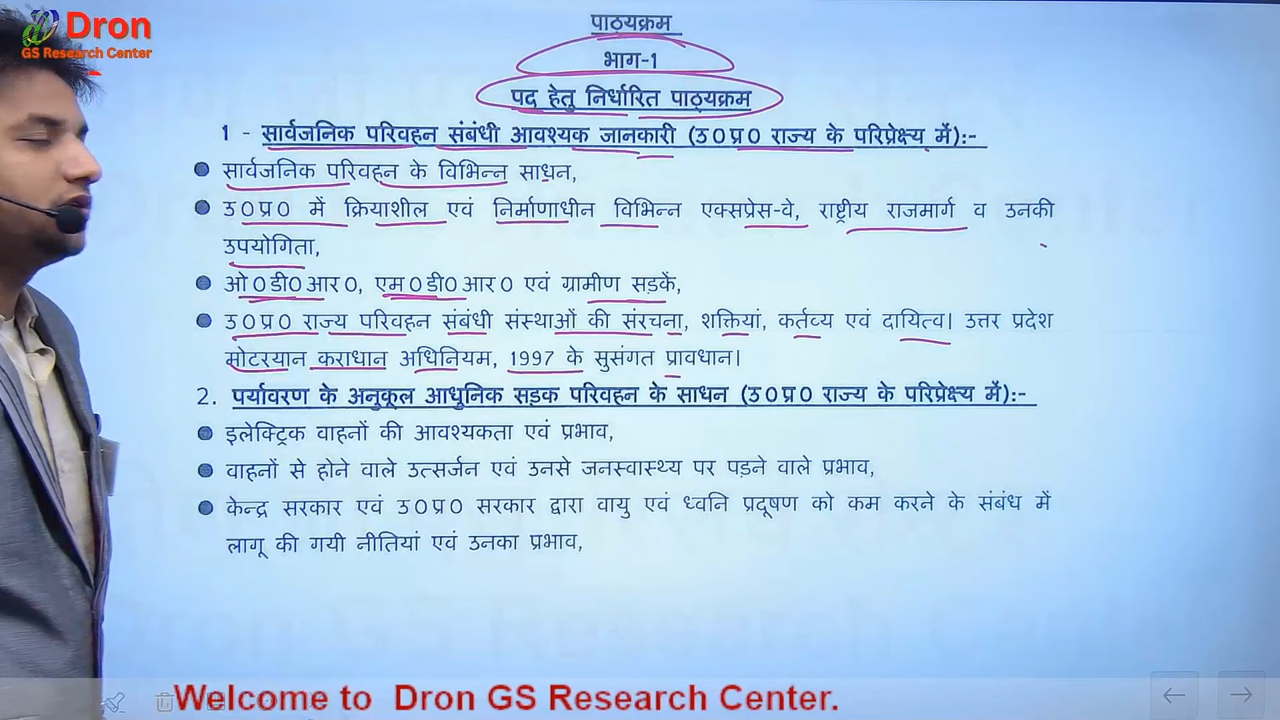 Dron
GS Research Center
पाठ्यक्रम
भाग-1
पद हेतु निर्धारित पाठ्यक्रम
1 - सार्वजनिक परिवहन संबंधी आवश्यक जानकारी (उ0प्र0 राज्य के परिप्रेक्ष्य में):-
सार्वजनिक परिवहन के विभिन्न साधन,
उ0प्र0 में क्रियाशील एवं निर्माणाधीन विभिन्न एक्सप्रेस-वे, राष्ट्रीय राजमार्ग व उनकी
उपयोगिता,
ओ0डी0आर0, एम0डी0आर0 एवं ग्रामीण सड़कें,
उ0प्र0 राज्य परिवहन संबंधी संस्थाओं की संरचना, शक्तियां, कर्तव्य एवं दायित्व। उत्तर प्रदेश
मोटरयान कराधान अधिनियम, 1997 के सुसंगत प्रावधान।
2. पर्यावरण के अनुकूल आधुनिक सड़क परिवहन के साधन (उ0प्र0 राज्य के परिप्रेक्ष्य में):-
इलेक्ट्रिक वाहनों की आवश्यकता एवं प्रभाव,
वाहनों से होने वाले उत्सर्जन एवं उनसे जनस्वास्थ्य पर पड़ने वाले प्रभाव,
केन्द्र सरकार एवं उ0प्र0 सरकार द्वारा वायु एवं ध्वनि प्रदूषण को कम करने के संबंध में
लागू की गयी नीतियां एवं उनका प्रभाव,
Welcome to Dron GS Research Center.